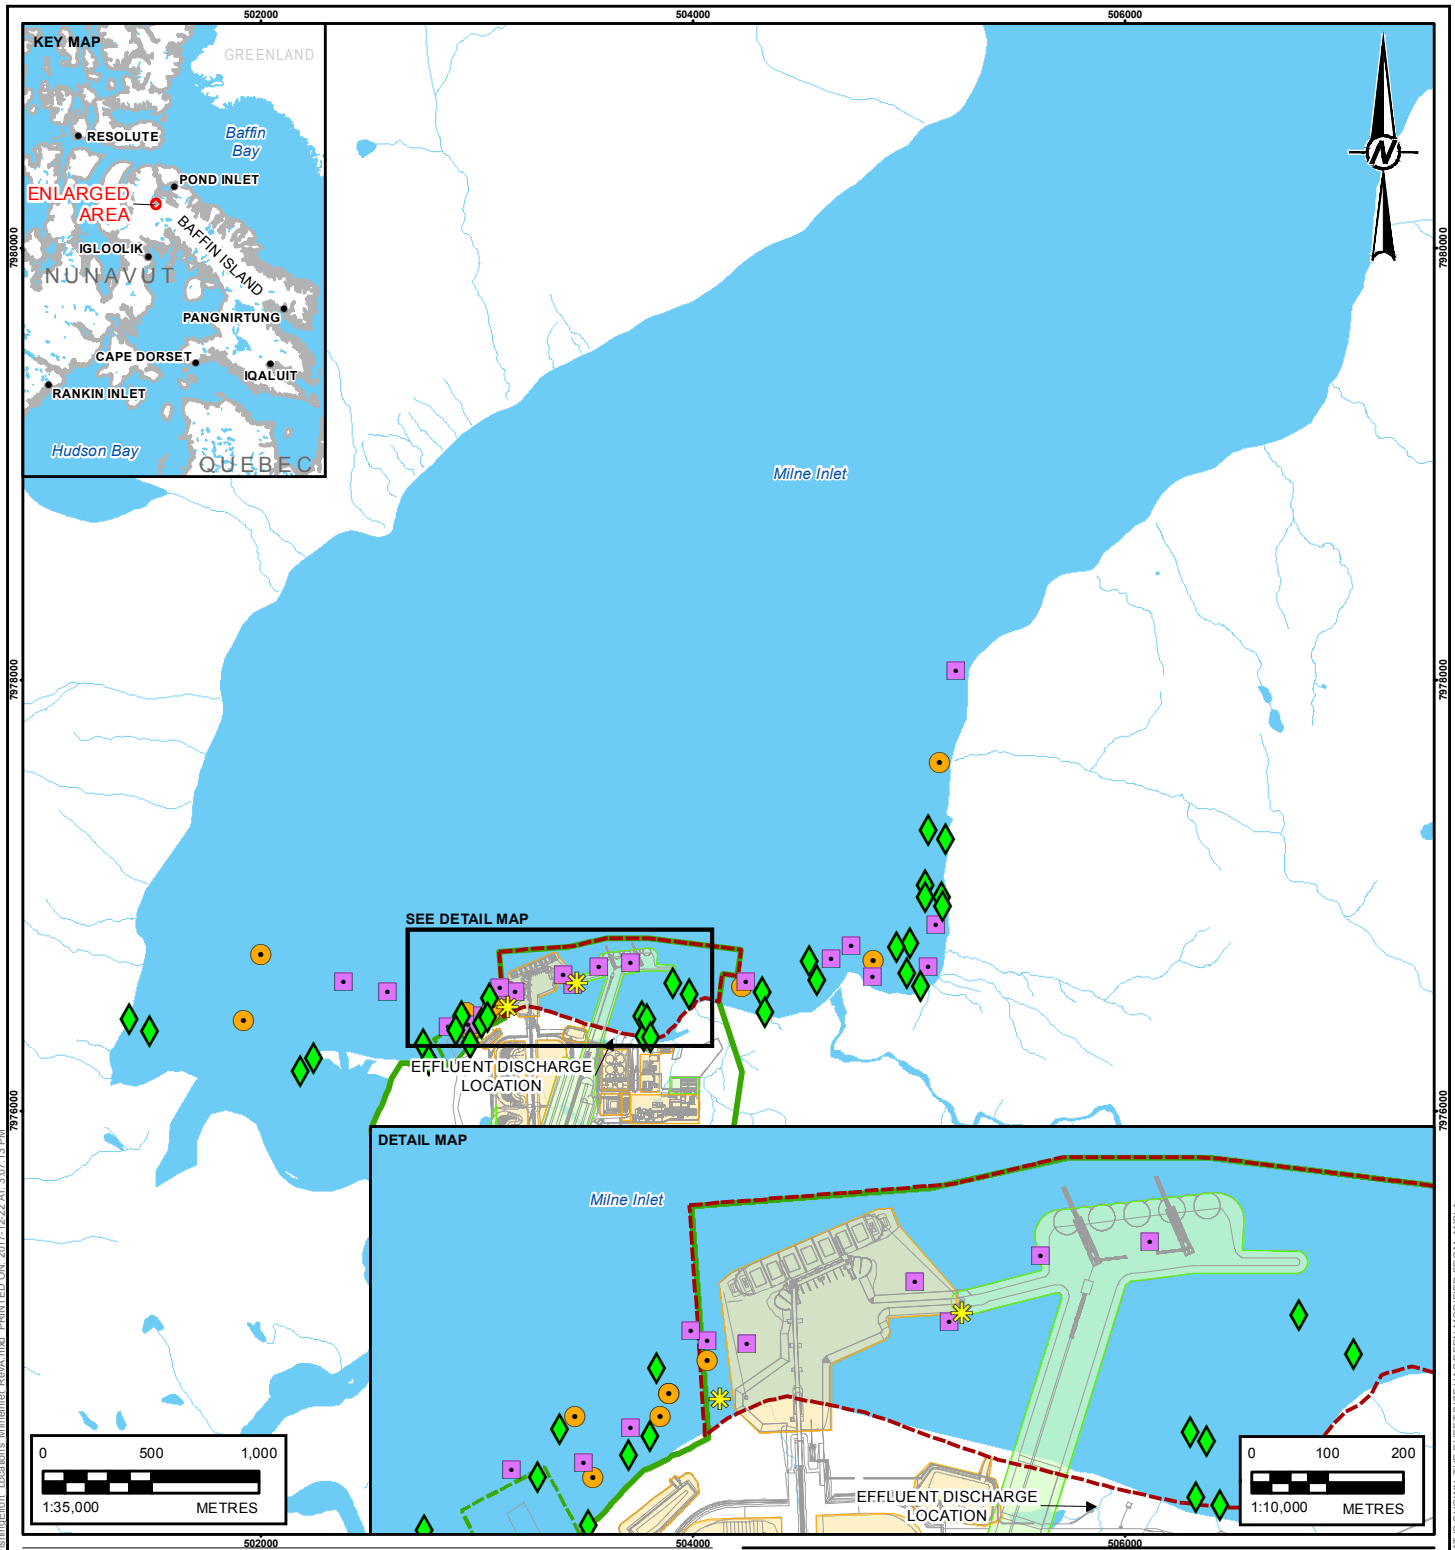 502000
504000
506000
KEY MAP
GREENLAND
Baffin
Bay
RESOLUTE
POND INLET
ENLARGED
AREA
BAFFIN ISLAND
IGLOOLIK
NUNAVUT
PANGNIRTUNG
CAPE DORSET
IQALUIT
RANKIN INLET
Hudson Bay
QUEBEC
N
7980000
7980000
Milne Inlet
7978000
7978000
SEE DETAIL MAP
EFFLUENT DISCHARGE
LOCATION
7976000
7976000
DETAIL MAP
Milne Inlet
EFFLUENT DISCHARGE
LOCATION
0 500 1,000
1:35,000 METRES
0 100 200
1:10,000 METRES
502000
504000
506000